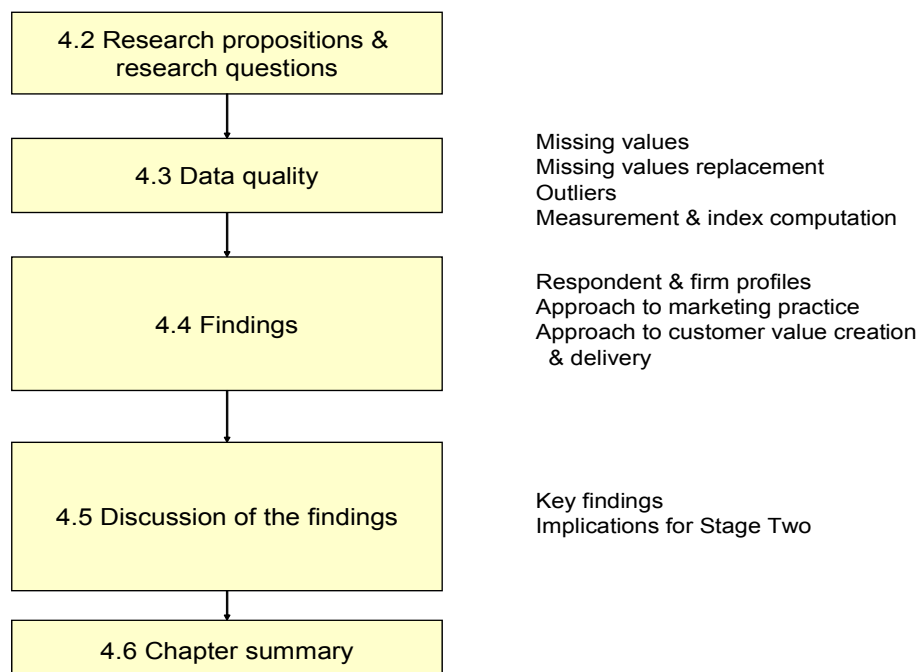 4.2 Research propositions &
research questions
4.3 Data quality
Missing values
Missing values replacement
Outliers
Measurement & index computation
4.4 Findings
Respondent & firm profiles
Approach to marketing practice
Approach to customer value creation
& delivery
4.5 Discussion of the findings
Key findings
Implications for Stage Two
4.6 Chapter summary